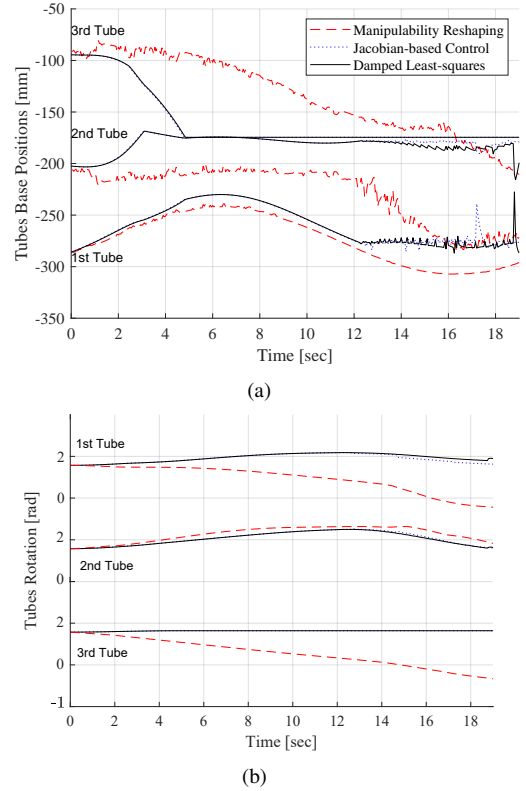 -50
3rd Tube
Manipulability Reshaping
Jacobian-based Control
Damped Least-squares
-100
2nd Tube
-150
-200
-250
1st Tube
-300
-350
Tubes Base Positions [mm]
0 2 4 6 8 10 12 14 16 18
Time [sec]
(a)
1st Tube
2
0
2
2nd Tube
0
2
3rd Tube
0
-1
Tubes Rotation [rad]
0 2 4 6 8 10 12 14 16 18
Time [sec]
(b)